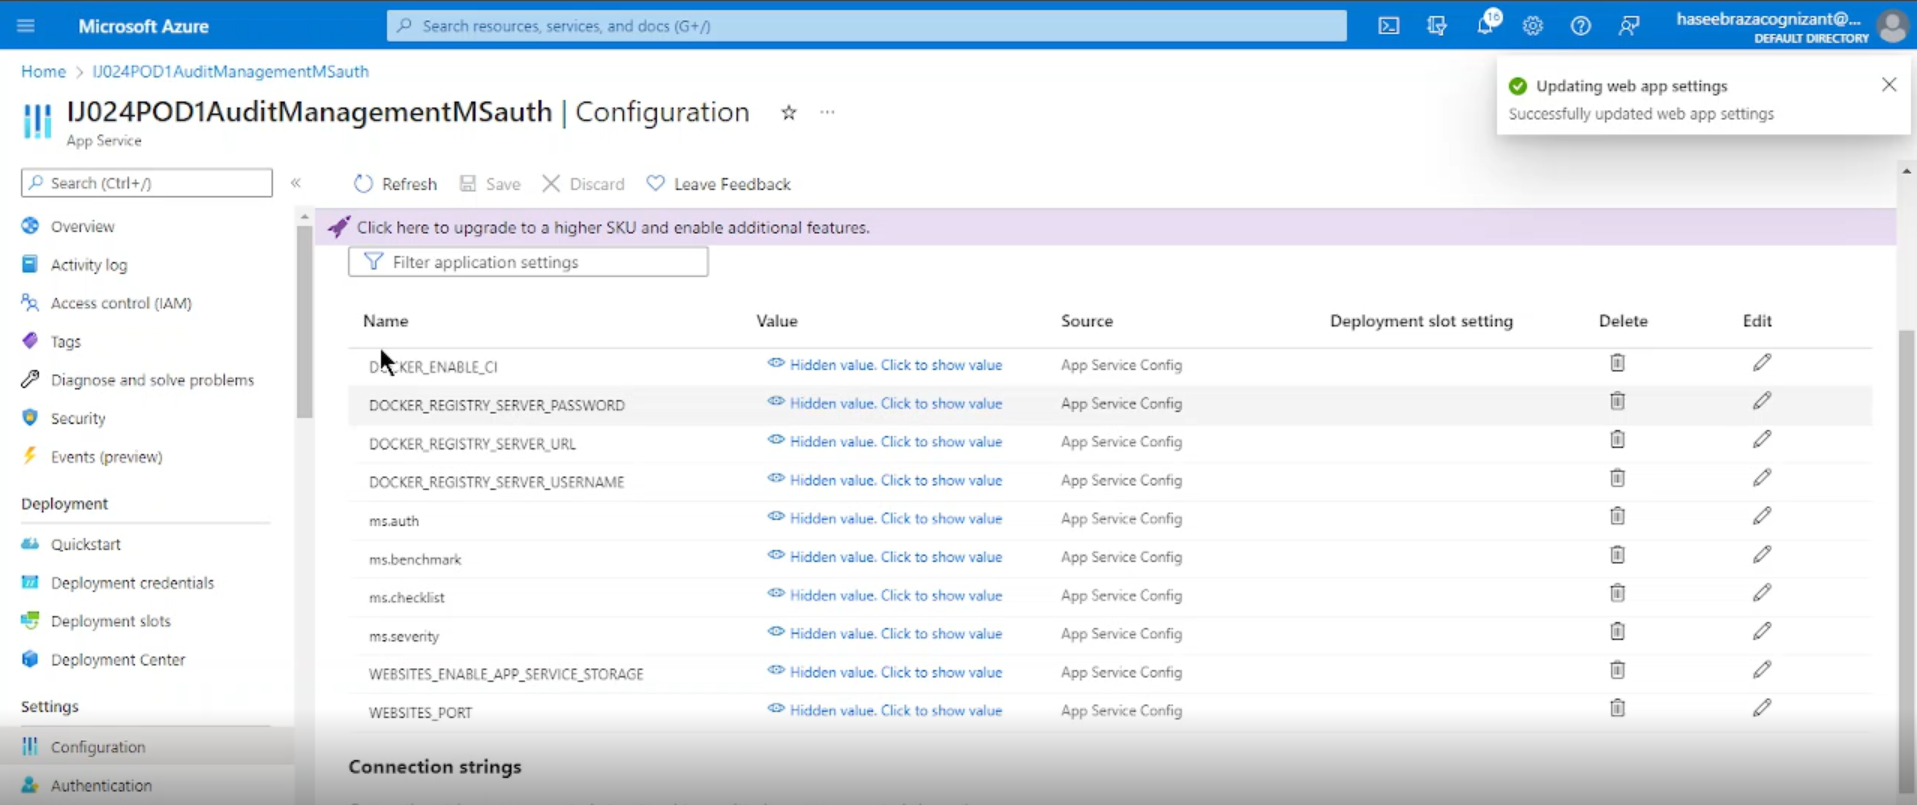 Microsoft Azure
Search resources, services, and docs (G+/)
16
haseebrazacognizant@...
DEFAULT DIRECTORY
Home > IJ024POD1AuditManagementMSauth
Updating web app settings
Successfully updated web app settings
IJ024POD1AuditManagementMSauth | Configuration
App Service
Search (Ctrl+/)
Refresh Save Discard Leave Feedback
Click here to upgrade to a higher SKU and enable additional features.
Filter application settings
Overview
Activity log
Access control (IAM)
Tags
Diagnose and solve problems
Security
Events (preview)
Deployment
Quickstart
Deployment credentials
Deployment slots
Deployment Center
Settings
Configuration
Authentication
Name Value Source Deployment slot setting Delete Edit
DOCKER_ENABLE_CI Hidden value. Click to show value App Service Config
DOCKER_REGISTRY_SERVER_PASSWORD Hidden value. Click to show value App Service Config
DOCKER_REGISTRY_SERVER_URL Hidden value. Click to show value App Service Config
DOCKER_REGISTRY_SERVER_USERNAME Hidden value. Click to show value App Service Config
ms.auth Hidden value. Click to show value App Service Config
ms.benchmark Hidden value. Click to show value App Service Config
ms.checklist Hidden value. Click to show value App Service Config
ms.severity Hidden value. Click to show value App Service Config
WEBSITES_ENABLE_APP_SERVICE_STORAGE Hidden value. Click to show value App Service Config
WEBSITES_PORT Hidden value. Click to show value App Service Config
Connection strings